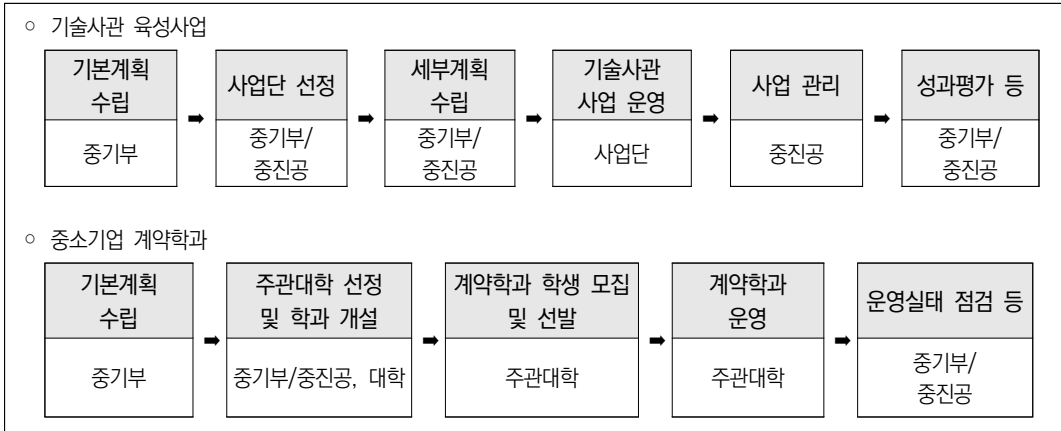 ○ 기술사관 육성사업
기본계획
수립
중기부
➡
사업단 선정
중기부/
중진공
➡
세부계획
수립
중기부/
중진공
➡
기술사관
사업 운영
사업단
➡
사업 관리
중진공
➡
성과평가 등
중기부/
중진공
○ 중소기업 계약학과
기본계획
수립
중기부
➡
주관대학 선정
및 학과 개설
중기부/중진공, 대학
➡
계약학과 학생 모집
및 선발
주관대학
➡
계약학과
운영
주관대학
➡
운영실태 점검 등
중기부/
중진공